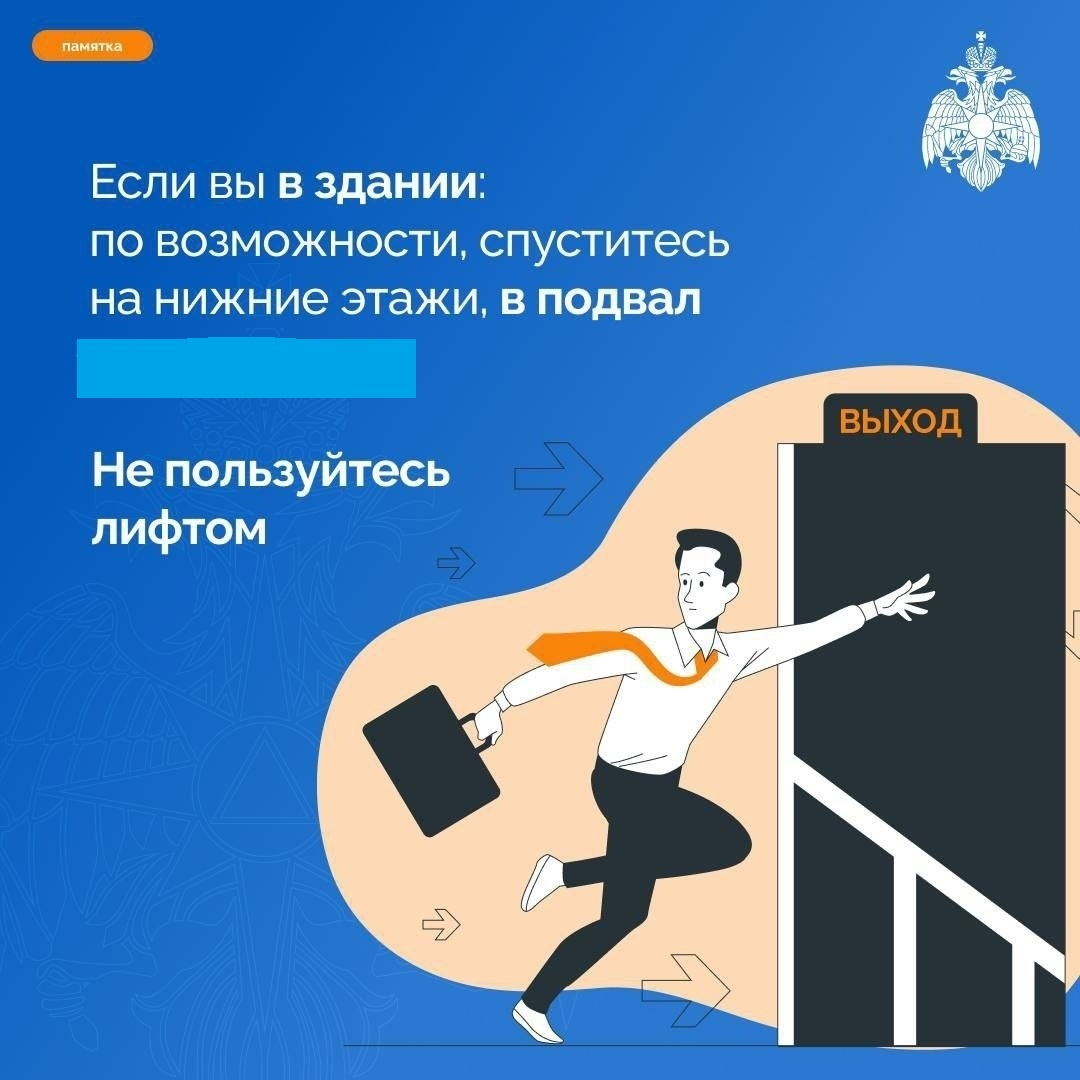 памятка
Если вы в здании:
по возможности, спуститесь
на нижние этажи, в подвал
Не пользуйтесь
лифтом
ВЫХОД